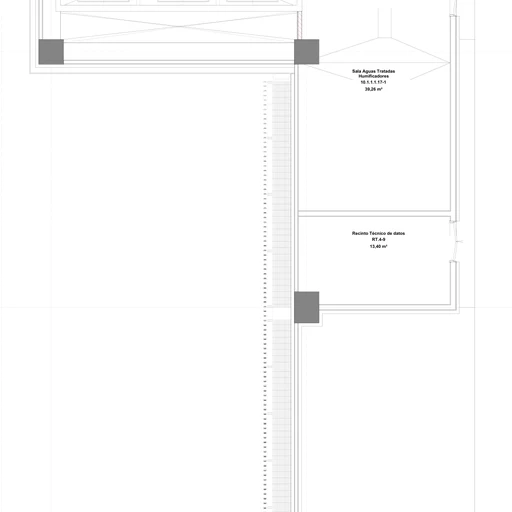 Sala Aguas Tratadas
Humificadores
10.1.1.1.17-1
39,26 m²
Recinto Técnico de datos
RT.4-9
13,40 m²